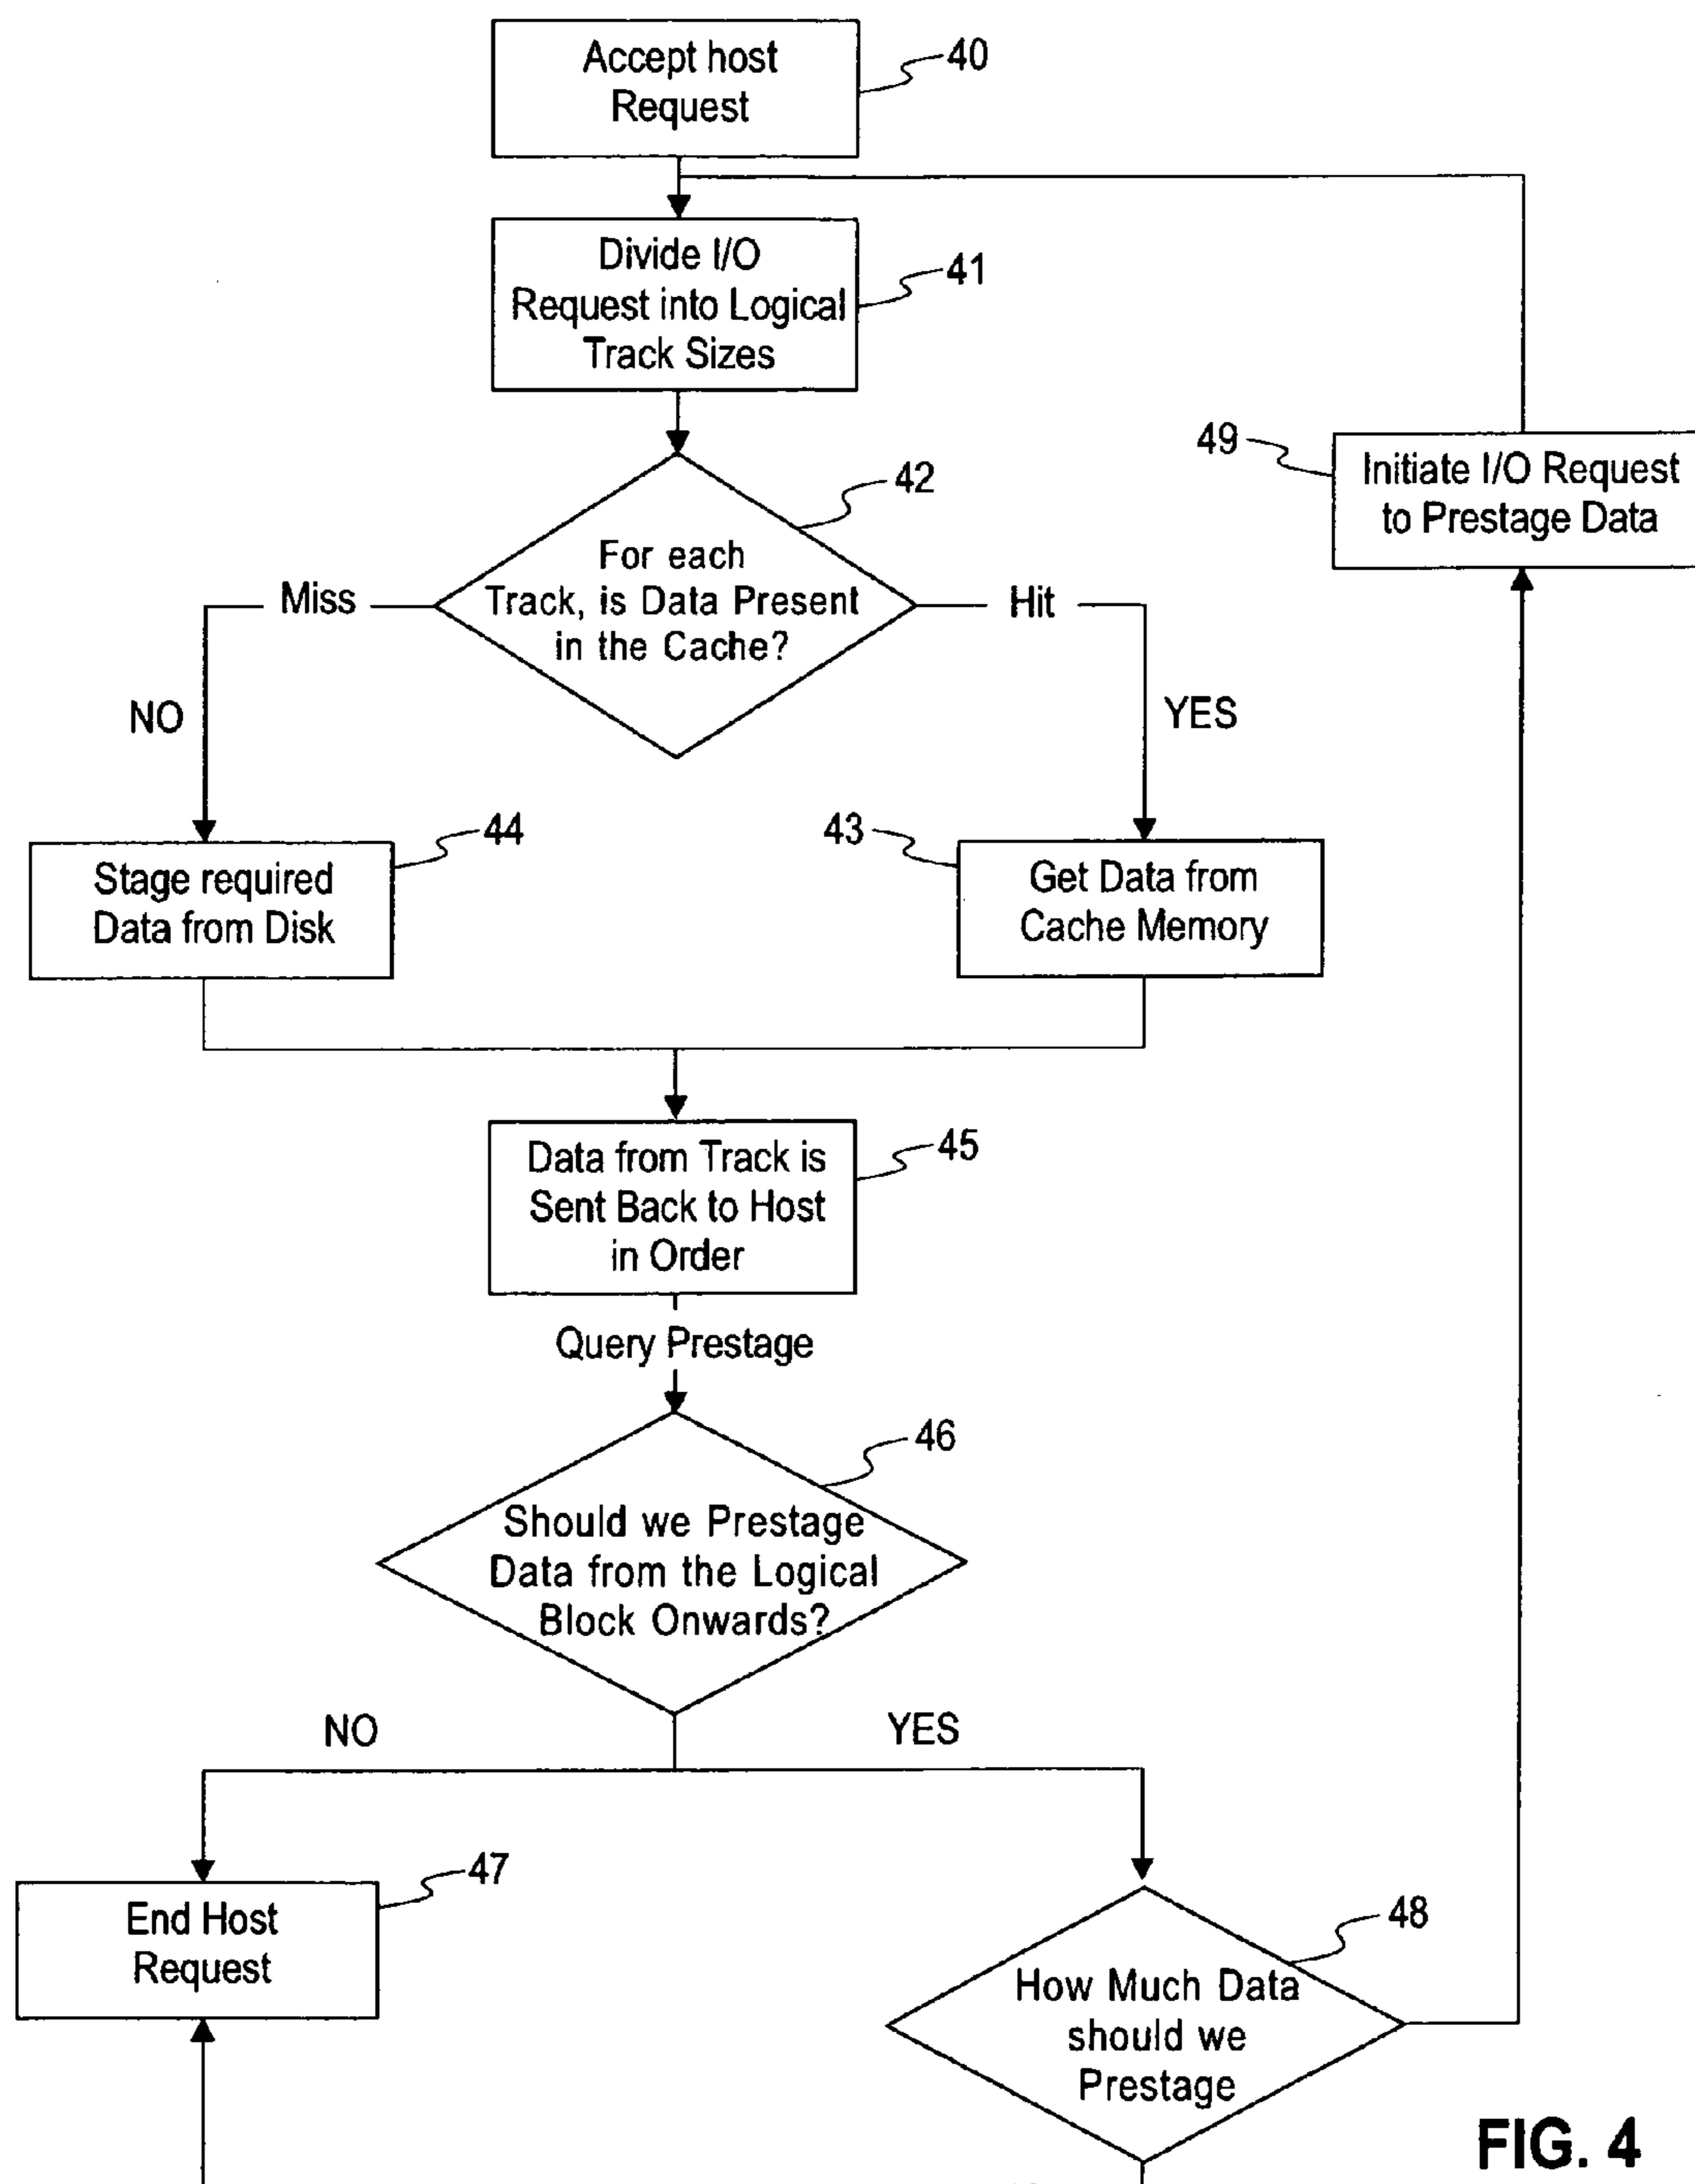 Accept host
Request
40
Divide I/O
Request into Logical
Track Sizes
41
42
For each
Track, is Data Present
in the Cache?
Miss
Hit
NO
YES
49
Initiate I/O Request
to Prestage Data
44
Stage required
Data from Disk
43
Get Data from
Cache Memory
45
Data from Track is
Sent Back to Host
in Order
Query Prestage
46
Should we Prestage
Data from the Logical
Block Onwards?
NO
YES
47
End Host
Request
48
How Much Data
should we
Prestage
FIG. 4